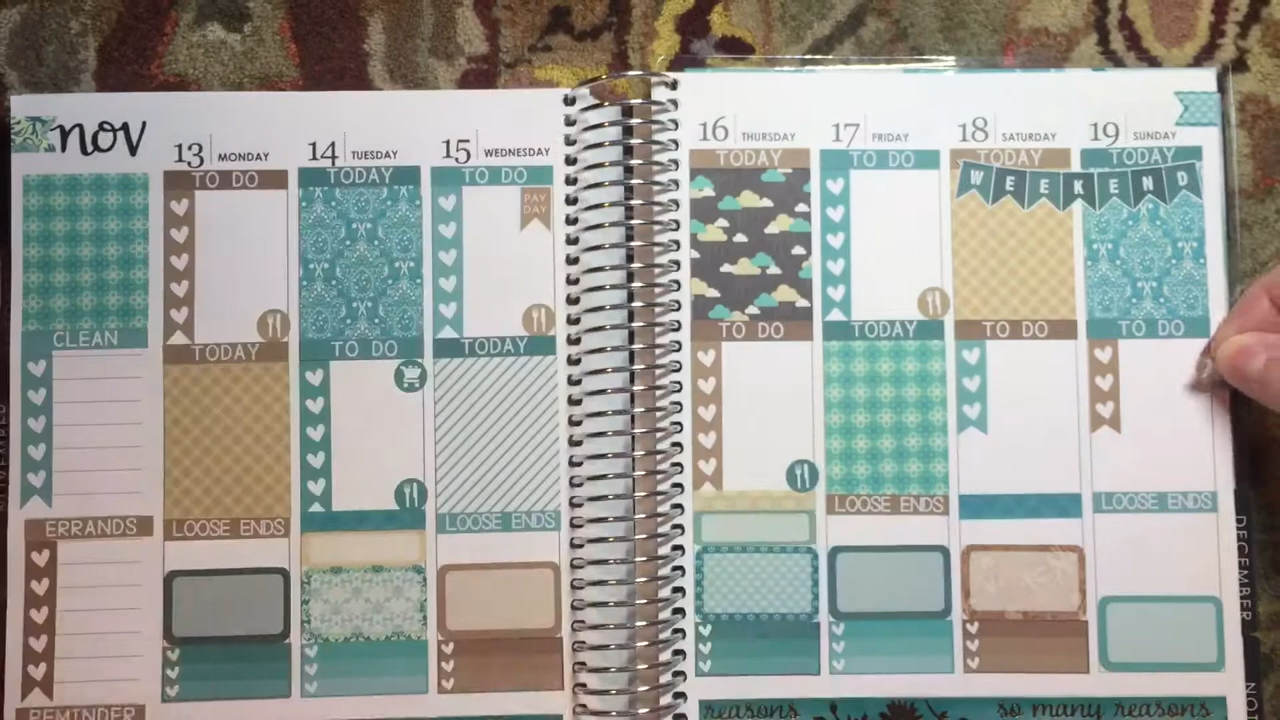 nov
13 MONDAY
14 TUESDAY
15 WEDNESDAY
16 THURSDAY
17 FRIDAY
18 SATURDAY
19 SUNDAY
TO DO
TODAY
TO DO
TODAY
TO DO
TODAY
TODAY
WEEKEND
PAY
DAY
CLEAN
TODAY
TO DO
TODAY
TO DO
TODAY
TO DO
TO DO
ERRANDS
LOOSE ENDS
LOOSE ENDS
LOOSE ENDS
LOOSE ENDS
REMINDER
reasons
so many reasons
DECEMBER